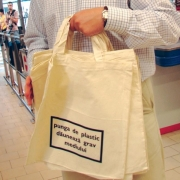 punga de plastic
dăunează grav
mediului